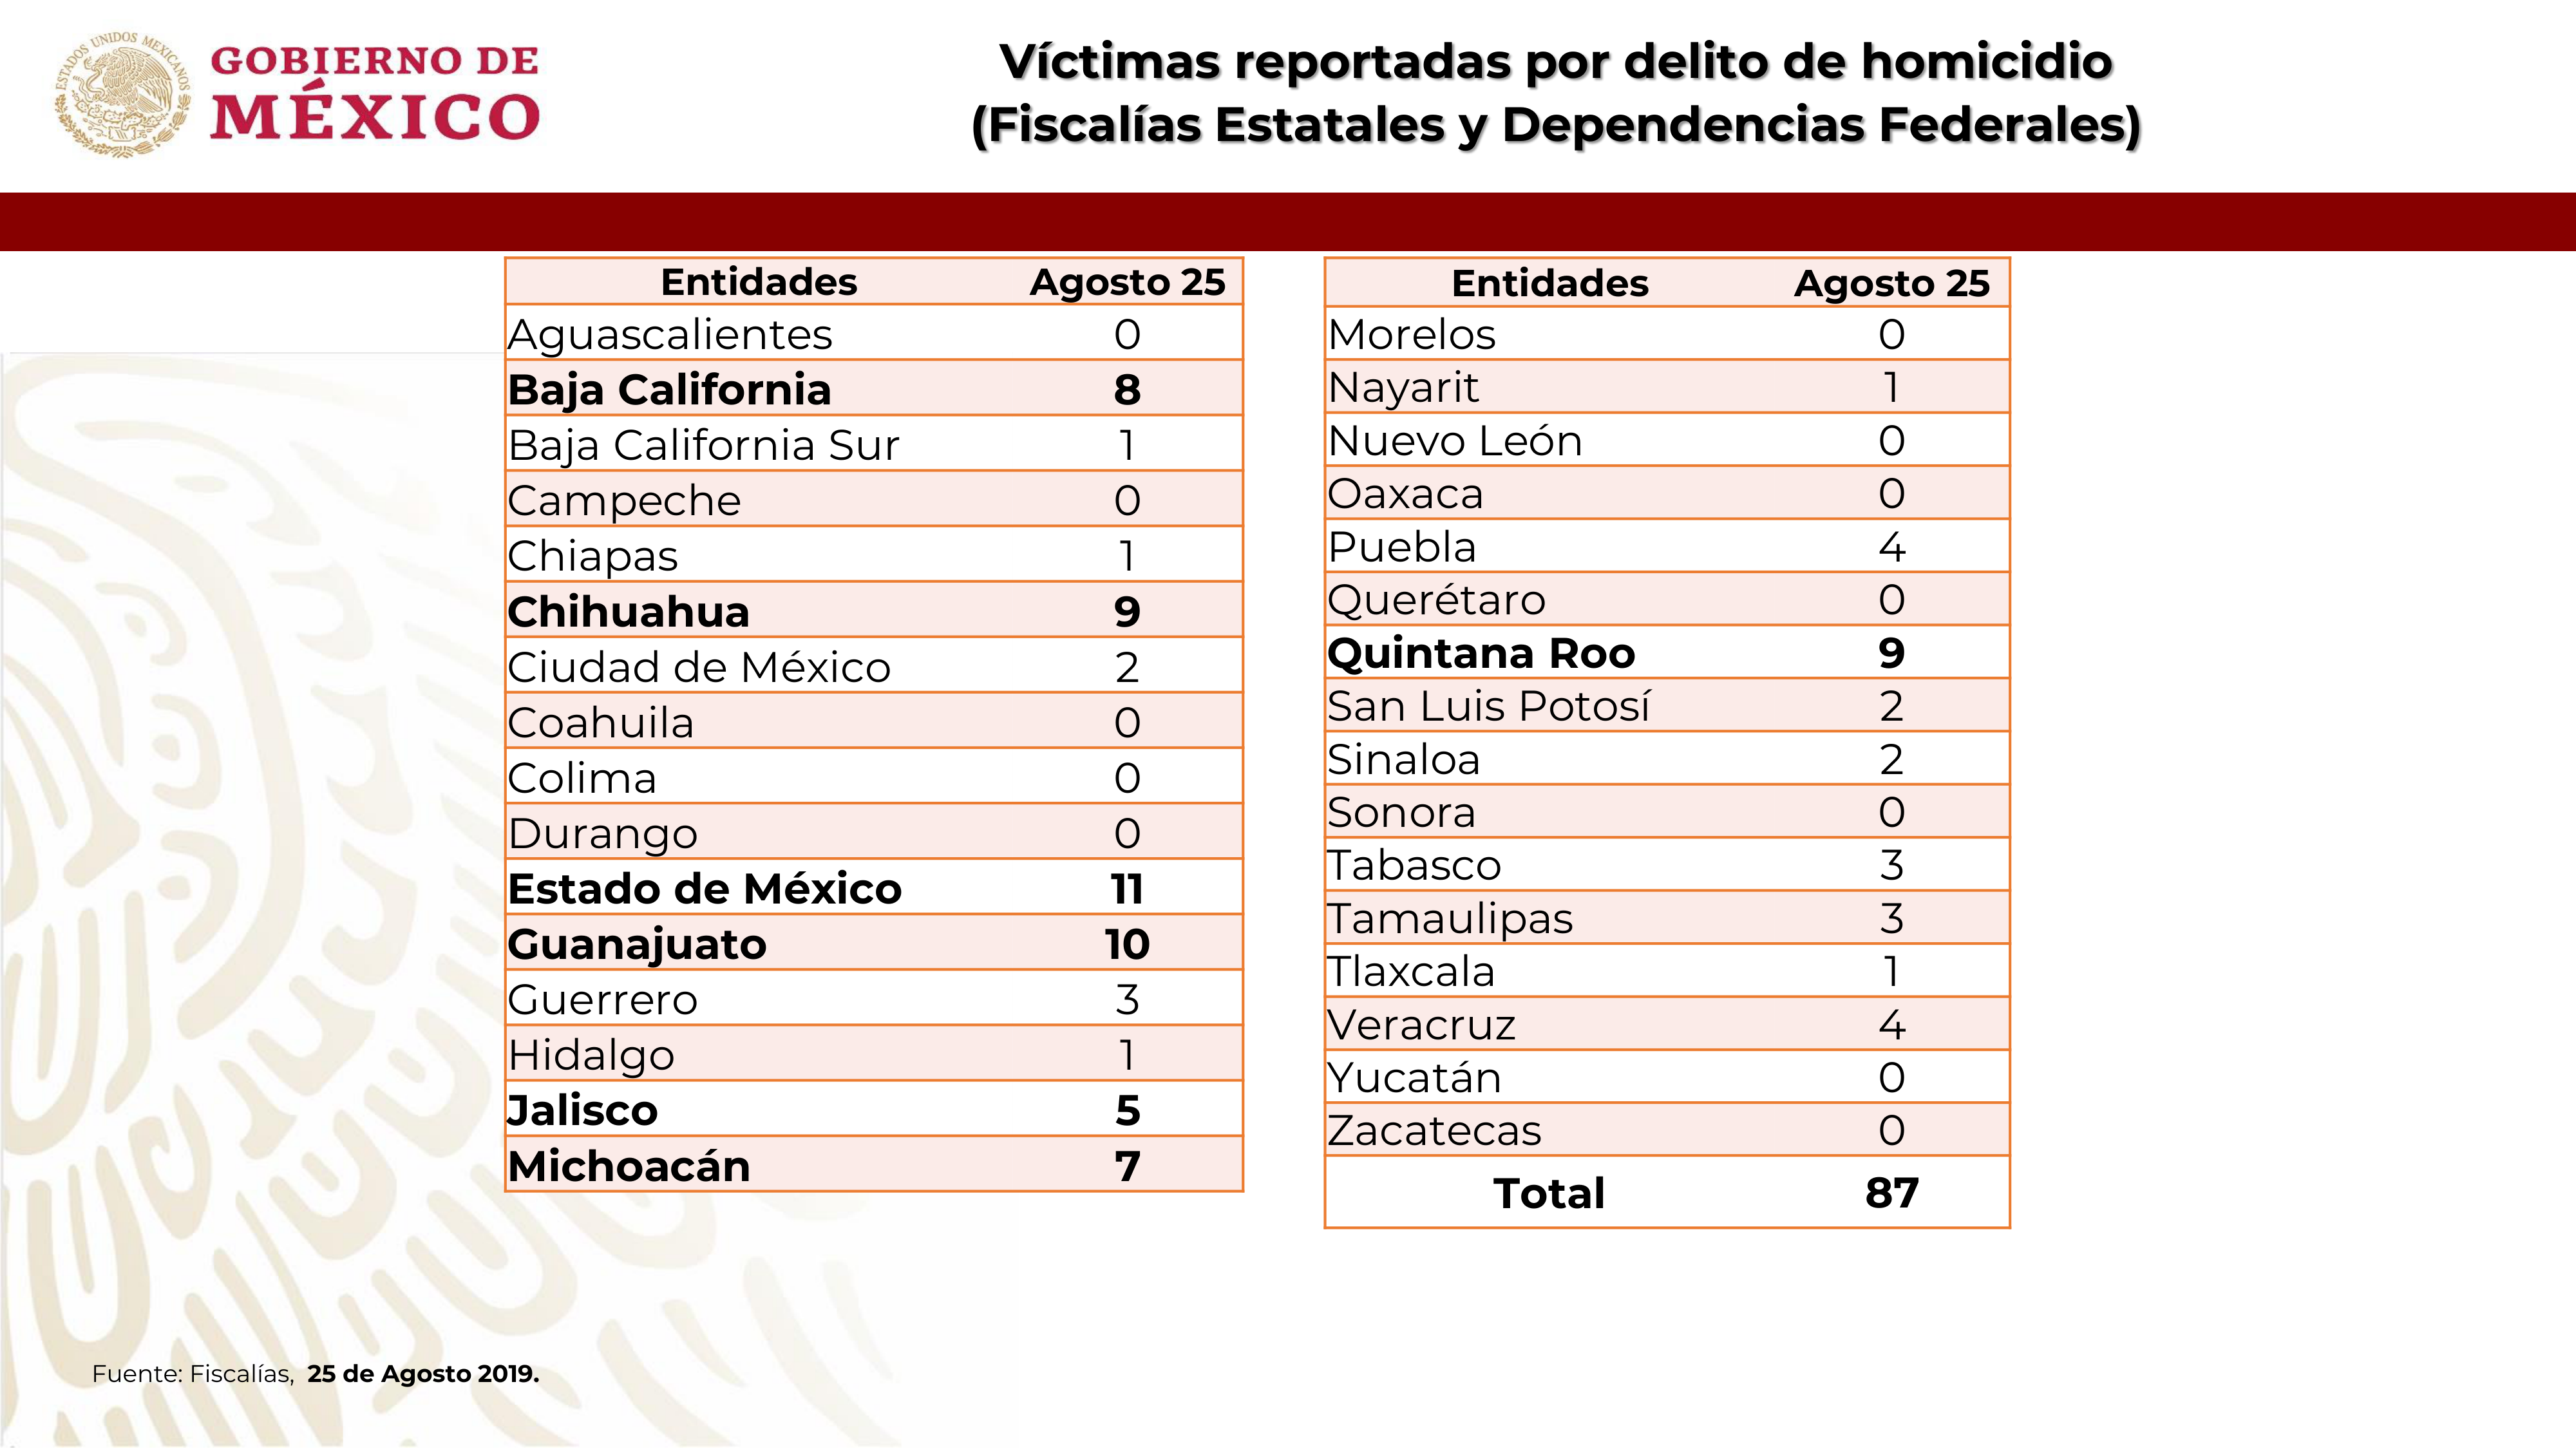 ESTADOS UNIDOS MEXICANOS
GOBIERNO DE
MÉXICO
Víctimas reportadas por delito de homicidio
(Fiscalías Estatales y Dependencias Federales)
Entidades Agosto 25
Aguascalientes 0
Baja California 8
Baja California Sur 1
Campeche 0
Chiapas 1
Chihuahua 9
Ciudad de México 2
Coahuila 0
Colima 0
Durango 0
Estado de México 11
Guanajuato 10
Guerrero 3
Hidalgo 1
Jalisco 5
Michoacán 7
Entidades Agosto 25
Morelos 0
Nayarit 1
Nuevo León 0
Oaxaca 0
Puebla 4
Querétaro 0
Quintana Roo 9
San Luis Potosí 2
Sinaloa 2
Sonora 0
Tabasco 3
Tamaulipas 3
Tlaxcala 1
Veracruz 4
Yucatán 0
Zacatecas 0
Total 87
Fuente: Fiscalías, 25 de Agosto 2019.